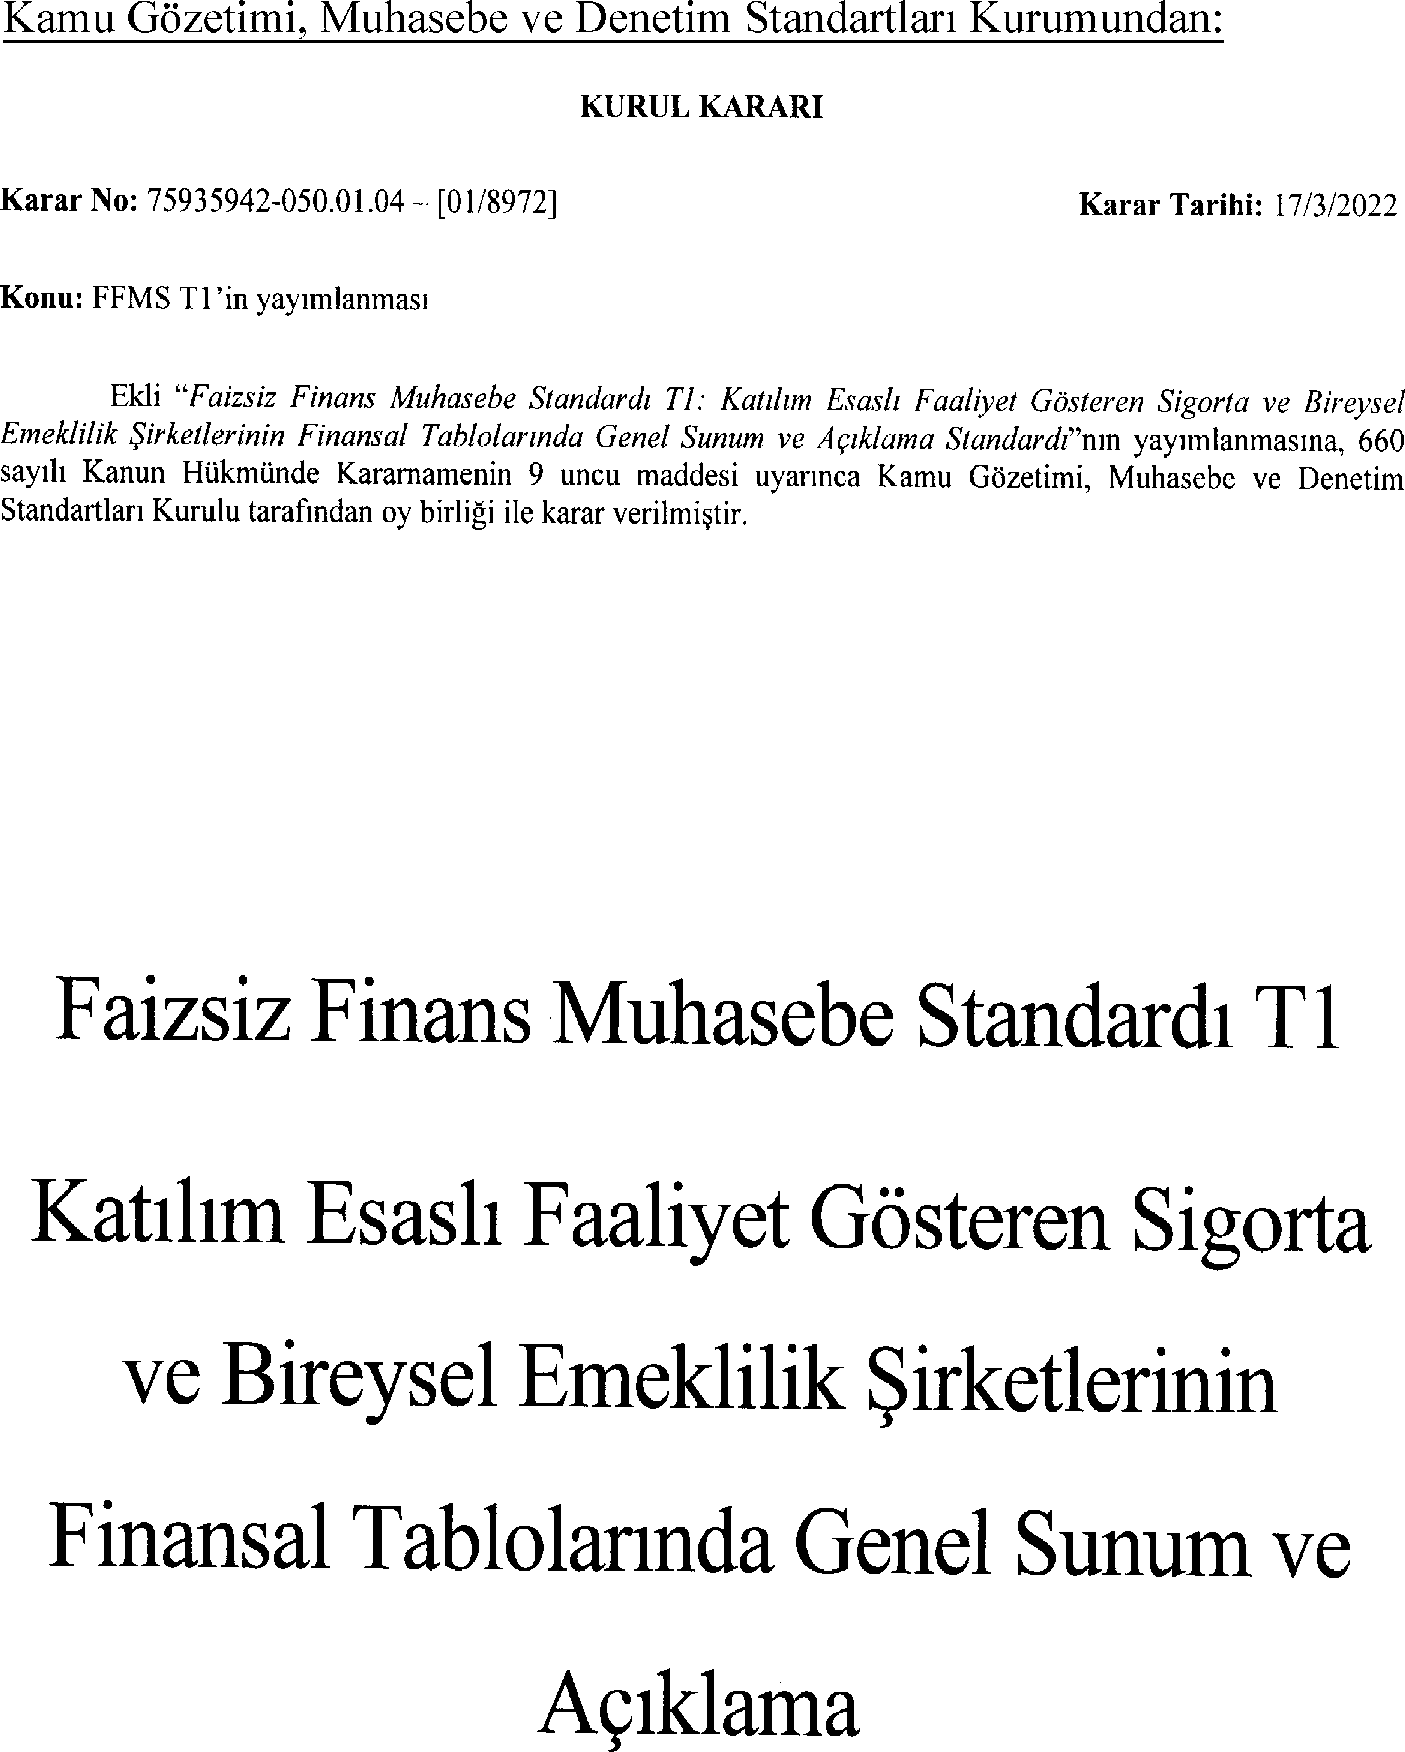 Kamu Gözetimi, Muhasebe ve Denetim Standartları Kurumundan:
KURUL KARARI
Karar No: 75935942-050.01.04 – [01/8972]
Karar Tarihi: 17/3/2022
Konu: FFMS T1'in yayımlanması
Ekli “Faizsiz Finans Muhasebe Standardı T1: Katılım Esaslı Faaliyet Gösteren Sigorta ve Bireysel
Emeklilik Şirketlerinin Finansal Tablolarında Genel Sunum ve Açıklama Standardı”nın yayımlanmasına, 660
sayılı Kanun Hükmünde Kararnamenin 9 uncu maddesi uyarınca Kamu Gözetimi, Muhasebe ve Denetim
Standartları Kurulu tarafından oy birliği ile karar verilmiştir.
Faizsiz Finans Muhasebe Standardı T1
Katılım Esaslı Faaliyet Gösteren Sigorta
ve Bireysel Emeklilik Şirketlerinin
Finansal Tablolarında Genel Sunum ve
Açıklama